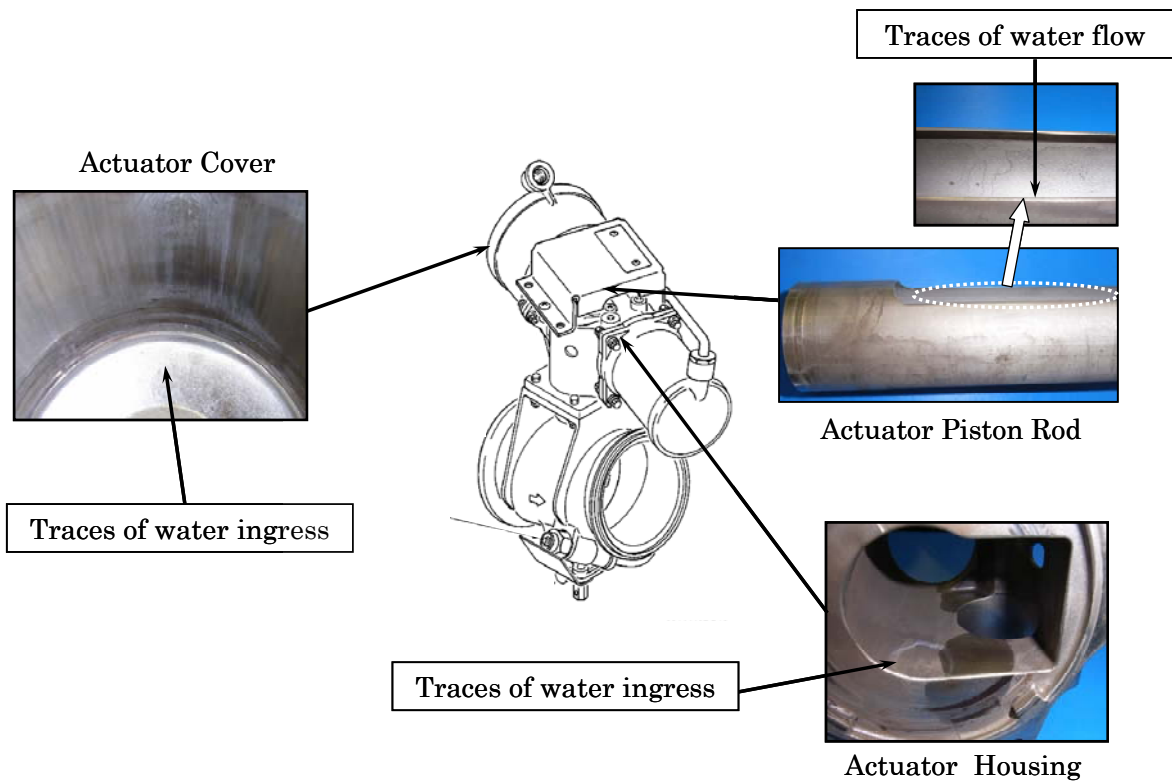 Traces of water flow
Actuator Cover
Actuator Piston Rod
Traces of water ingress
Traces of water ingress
Actuator Housing